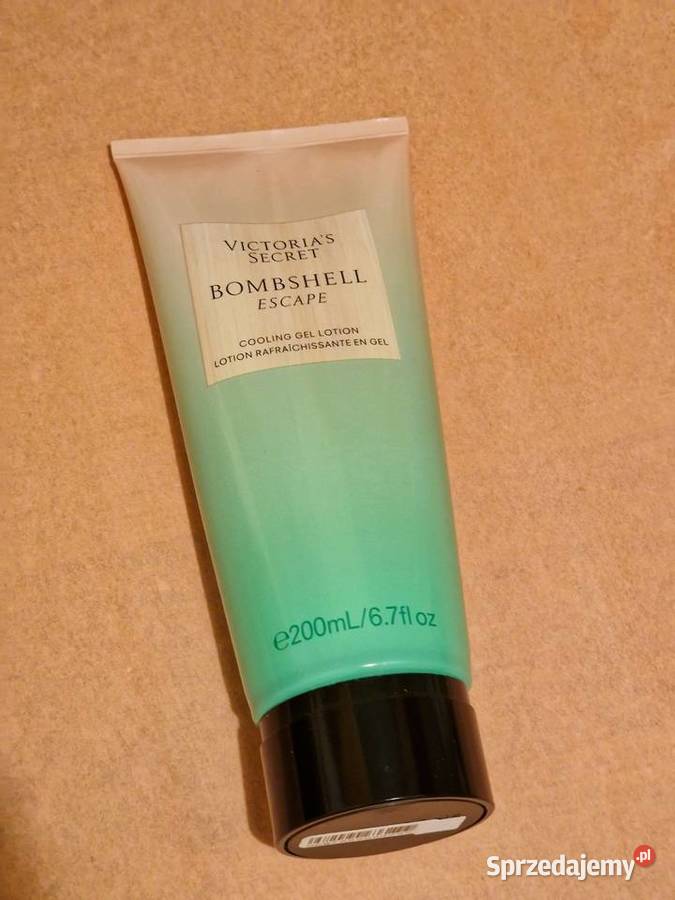 VICTORIA'S
SECRET
BOMBSHELL
ESCAPE
COOLING GEL LOTION
LOTION RAFRAÎCHISSANTE EN GEL
℮200mL/6.7fl oz
Sprzedajemy.pl